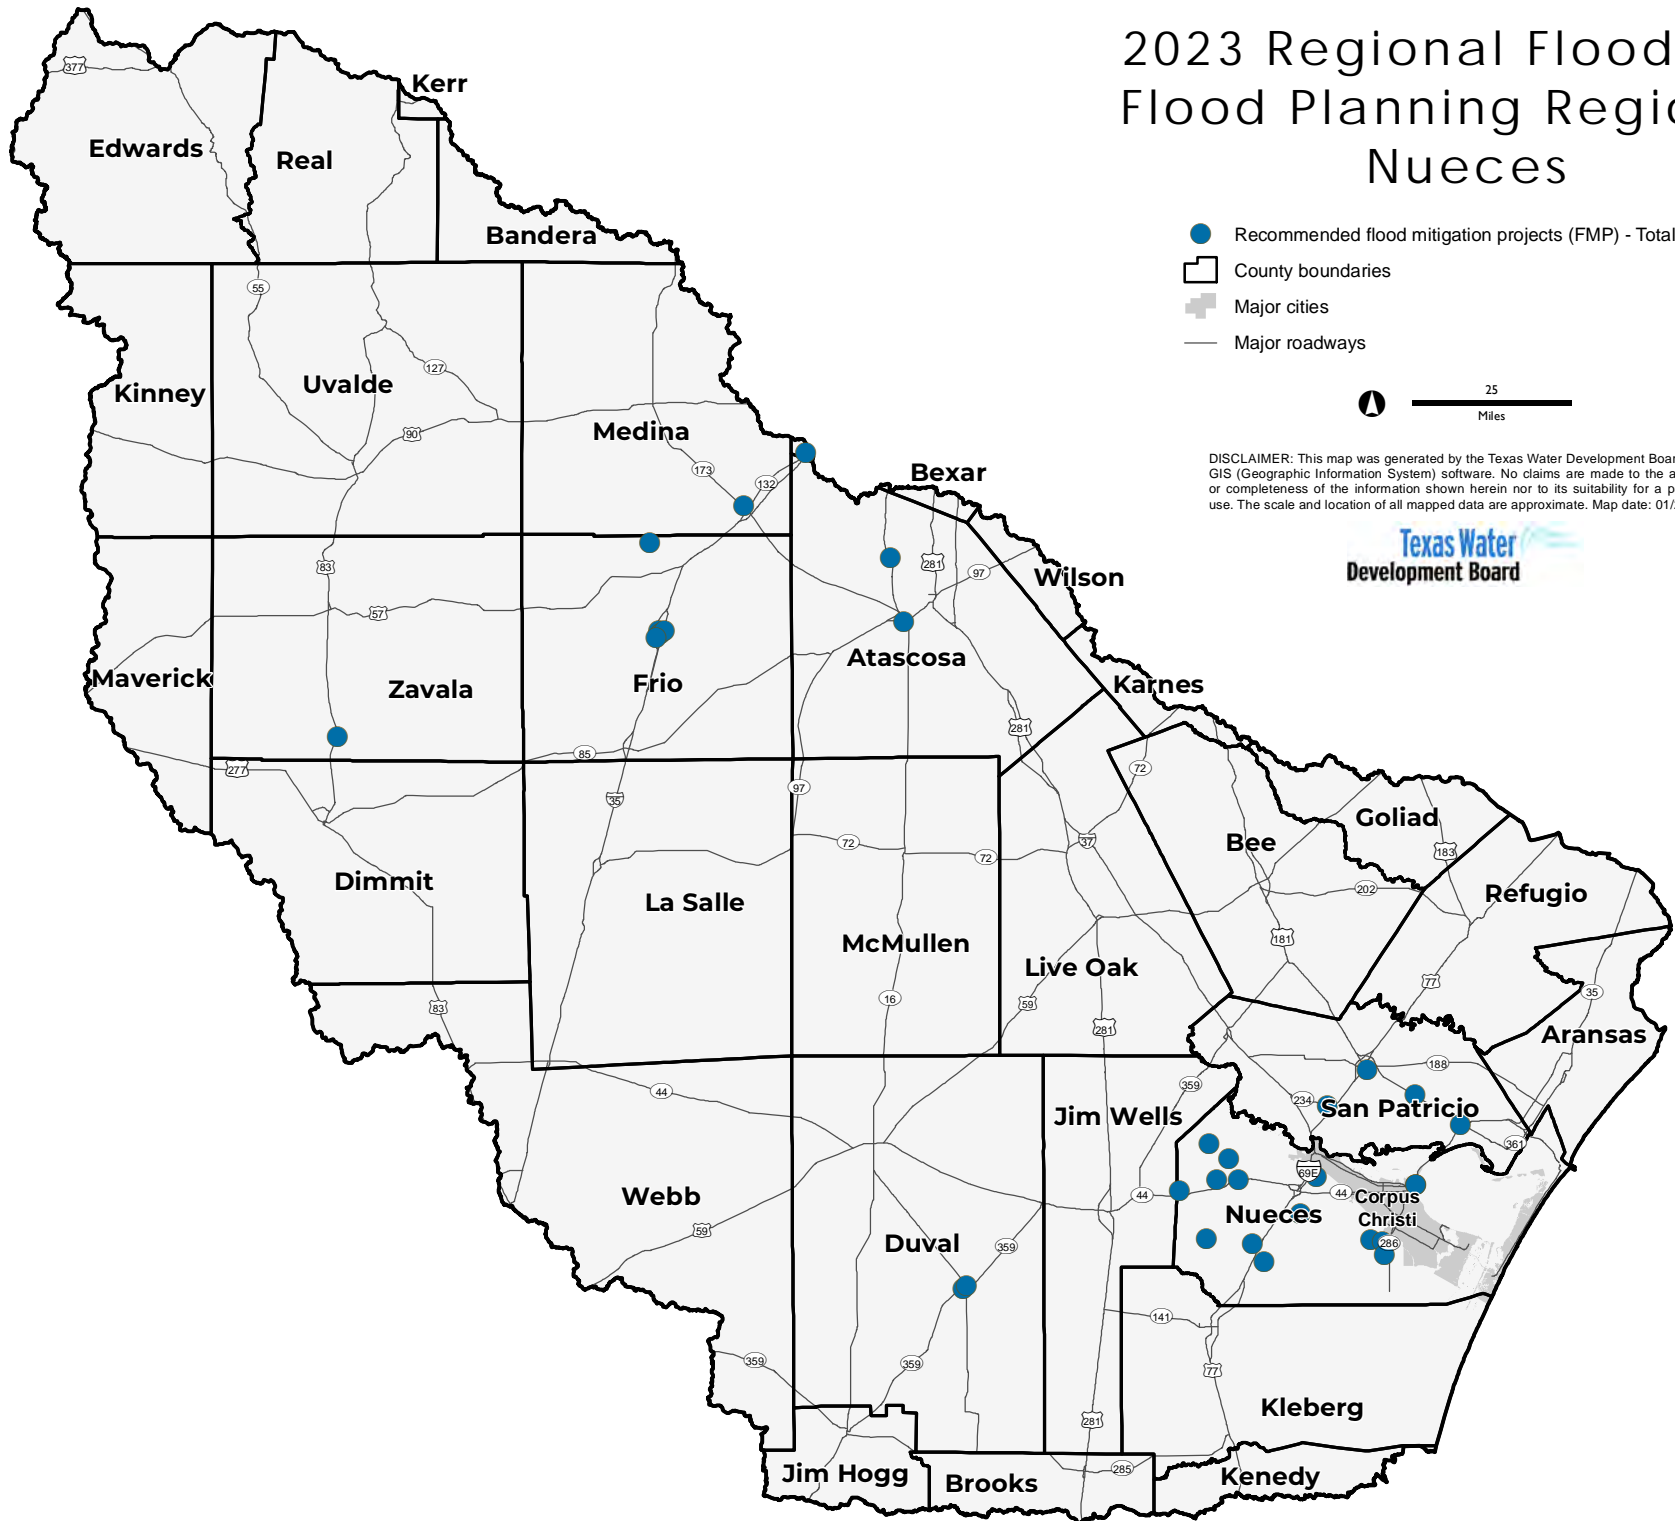 2023 Regional Flood
Flood Planning Regio
Nueces
Recommended flood mitigation projects (FMP) - Total
County boundaries
Major cities
Major roadways
25
Miles
DISCLAIMER: This map was generated by the Texas Water Development Boar
GIS (Geographic Information System) software. No claims are made to the a
or completeness of the information shown herein nor to its suitability for a p
use. The scale and location of all mapped data are approximate. Map date: 01/
Texas Water
Development Board
377
Kerr
Edwards
Real
Bandera
55
127
Kinney
Uvalde
90
Medina
173
132
Bexar
83
57
281
97
Wilson
Maverick
Zavala
Frio
Atascosa
Karnes
277
85
35
97
281
72
Dimmit
La Salle
72
72
37
Bee
Goliad
183
202
Refugio
McMullen
Live Oak
181
77
35
83
16
59
281
Aransas
44
359
188
234
San Patricio
Jim Wells
361
69E
Webb
44
44
Corpus
Christi
Nueces
286
59
Duval
359
141
359
359
77
281
Kleberg
Jim Hogg
Brooks
285
Kenedy